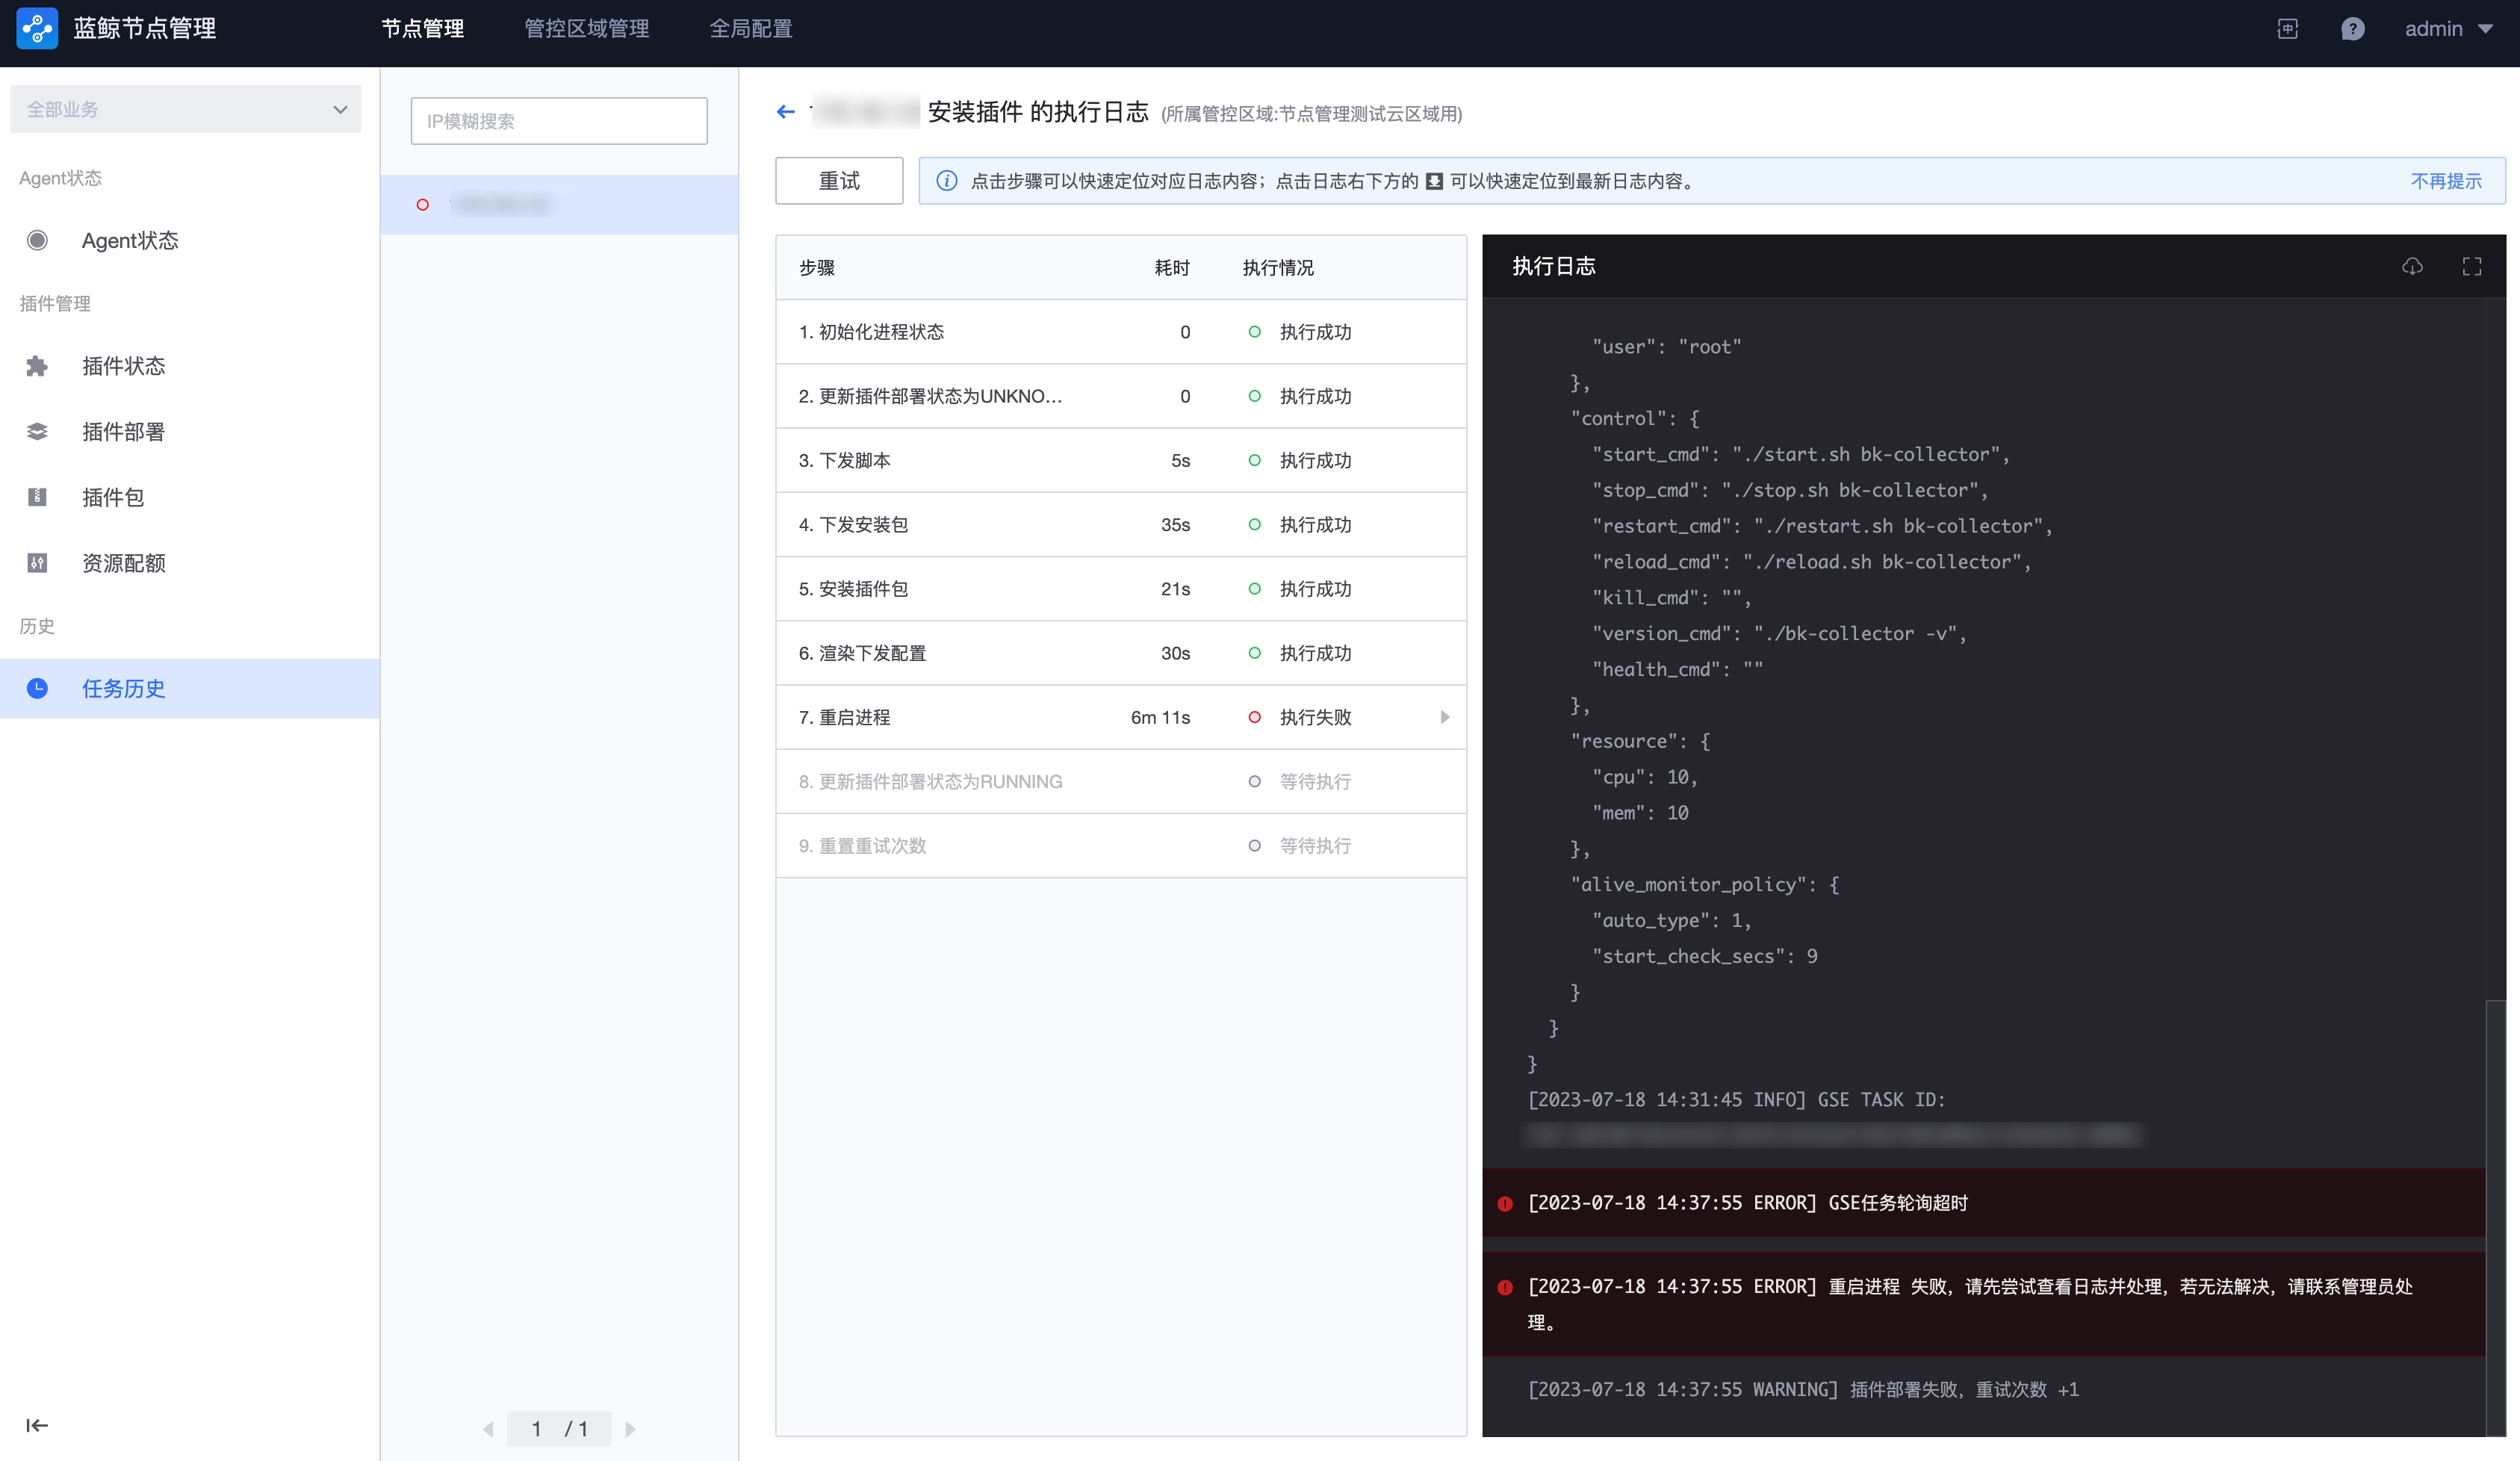 蓝鲸节点管理
节点管理
管控区域管理
全局配置
admin
全部业务
Agent状态
Agent状态
插件管理
插件状态
插件部署
插件包
资源配额
历史
任务历史
IP模糊搜索
1 / 1
安装插件 的执行日志 (所属管控区域:节点管理测试云区域用)
重试
点击步骤可以快速定位对应日志内容；点击日志右下方的 可以快速定位到最新日志内容。
不再提示
步骤 耗时 执行情况
1. 初始化进程状态 0 执行成功
2. 更新插件部署状态为UNKNO... 0 执行成功
3. 下发脚本 5s 执行成功
4. 下发安装包 35s 执行成功
5. 安装插件包 21s 执行成功
6. 渲染下发配置 30s 执行成功
7. 重启进程 6m 11s 执行失败
8. 更新插件部署状态为RUNNING 等待执行
9. 重置重试次数 等待执行
执行日志
"user": "root"
},
"control": {
"start_cmd": "./start.sh bk-collector",
"stop_cmd": "./stop.sh bk-collector",
"restart_cmd": "./restart.sh bk-collector",
"reload_cmd": "./reload.sh bk-collector",
"kill_cmd": "",
"version_cmd": "./bk-collector -v",
"health_cmd": ""
},
"resource": {
"cpu": 10,
"mem": 10
},
"alive_monitor_policy": {
"auto_type": 1,
"start_check_secs": 9
}
}
}
[2023-07-18 14:31:45 INFO] GSE TASK ID:
[2023-07-18 14:37:55 ERROR] GSE任务轮询超时
[2023-07-18 14:37:55 ERROR] 重启进程 失败，请先尝试查看日志并处理，若无法解决，请联系管理员处
理。
[2023-07-18 14:37:55 WARNING] 插件部署失败，重试次数 +1